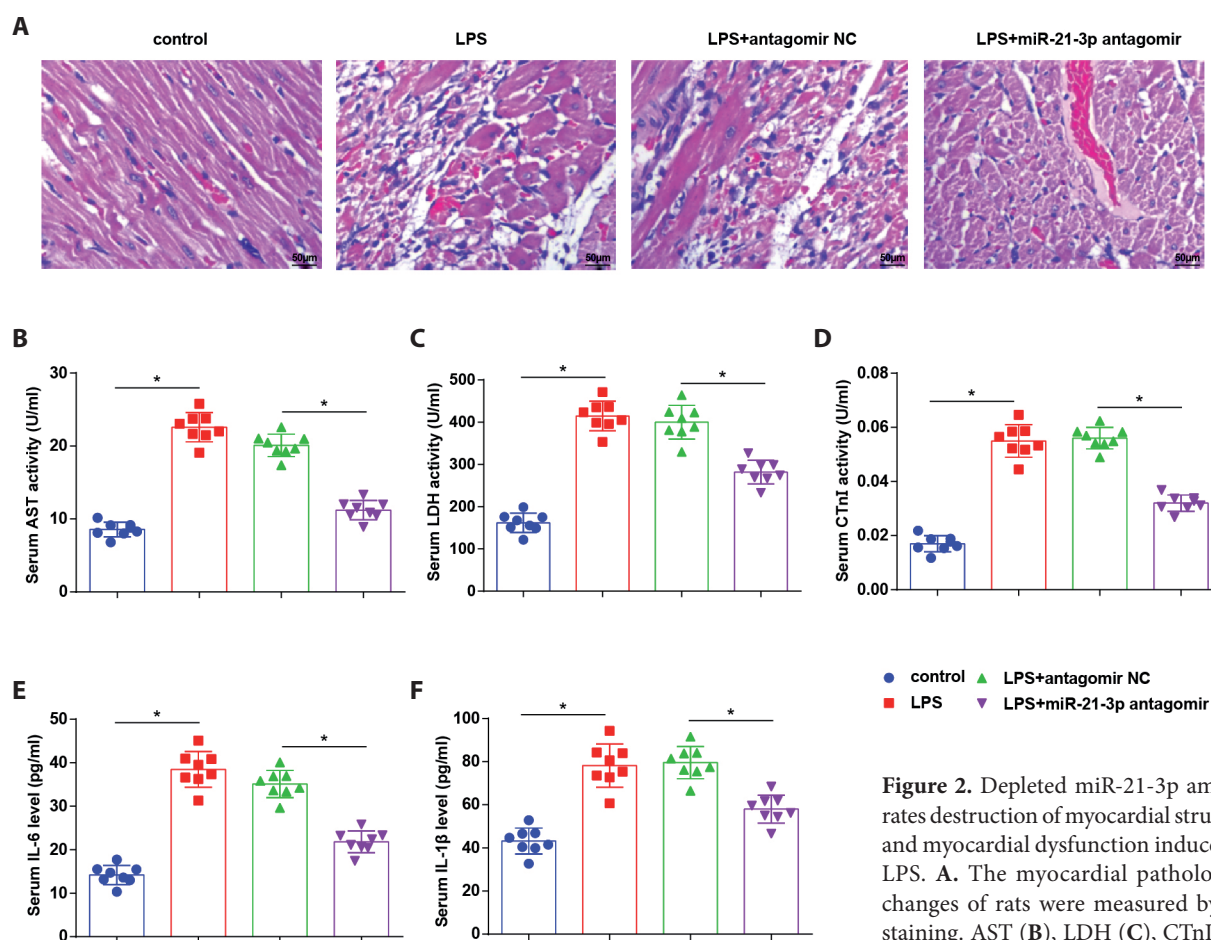 A
control
LPS
LPS+antagomir NC
LPS+miR-21-3p antagomir
50μm
50μm
50μm
50μm
B
Serum AST activity (U/ml)
30
20
10
0
*
*
C
Serum LDH activity (U/ml)
500
400
300
200
100
0
*
*
D
Serum CTnI activity (U/ml)
0.08
0.06
0.04
0.02
0.00
*
*
E
Serum IL-6 level (pg/ml)
50
40
30
20
10
0
*
*
F
Serum IL-1β level (pg/ml)
100
80
60
40
20
0
*
*
control
LPS+antagomir NC
LPS
LPS+miR-21-3p antagomir
Figure 2. Depleted miR-21-3p am
rates destruction of myocardial stru
and myocardial dysfunction induce
LPS. A. The myocardial patholo
changes of rats were measured by
staining. AST (B), LDH (C), CTnI